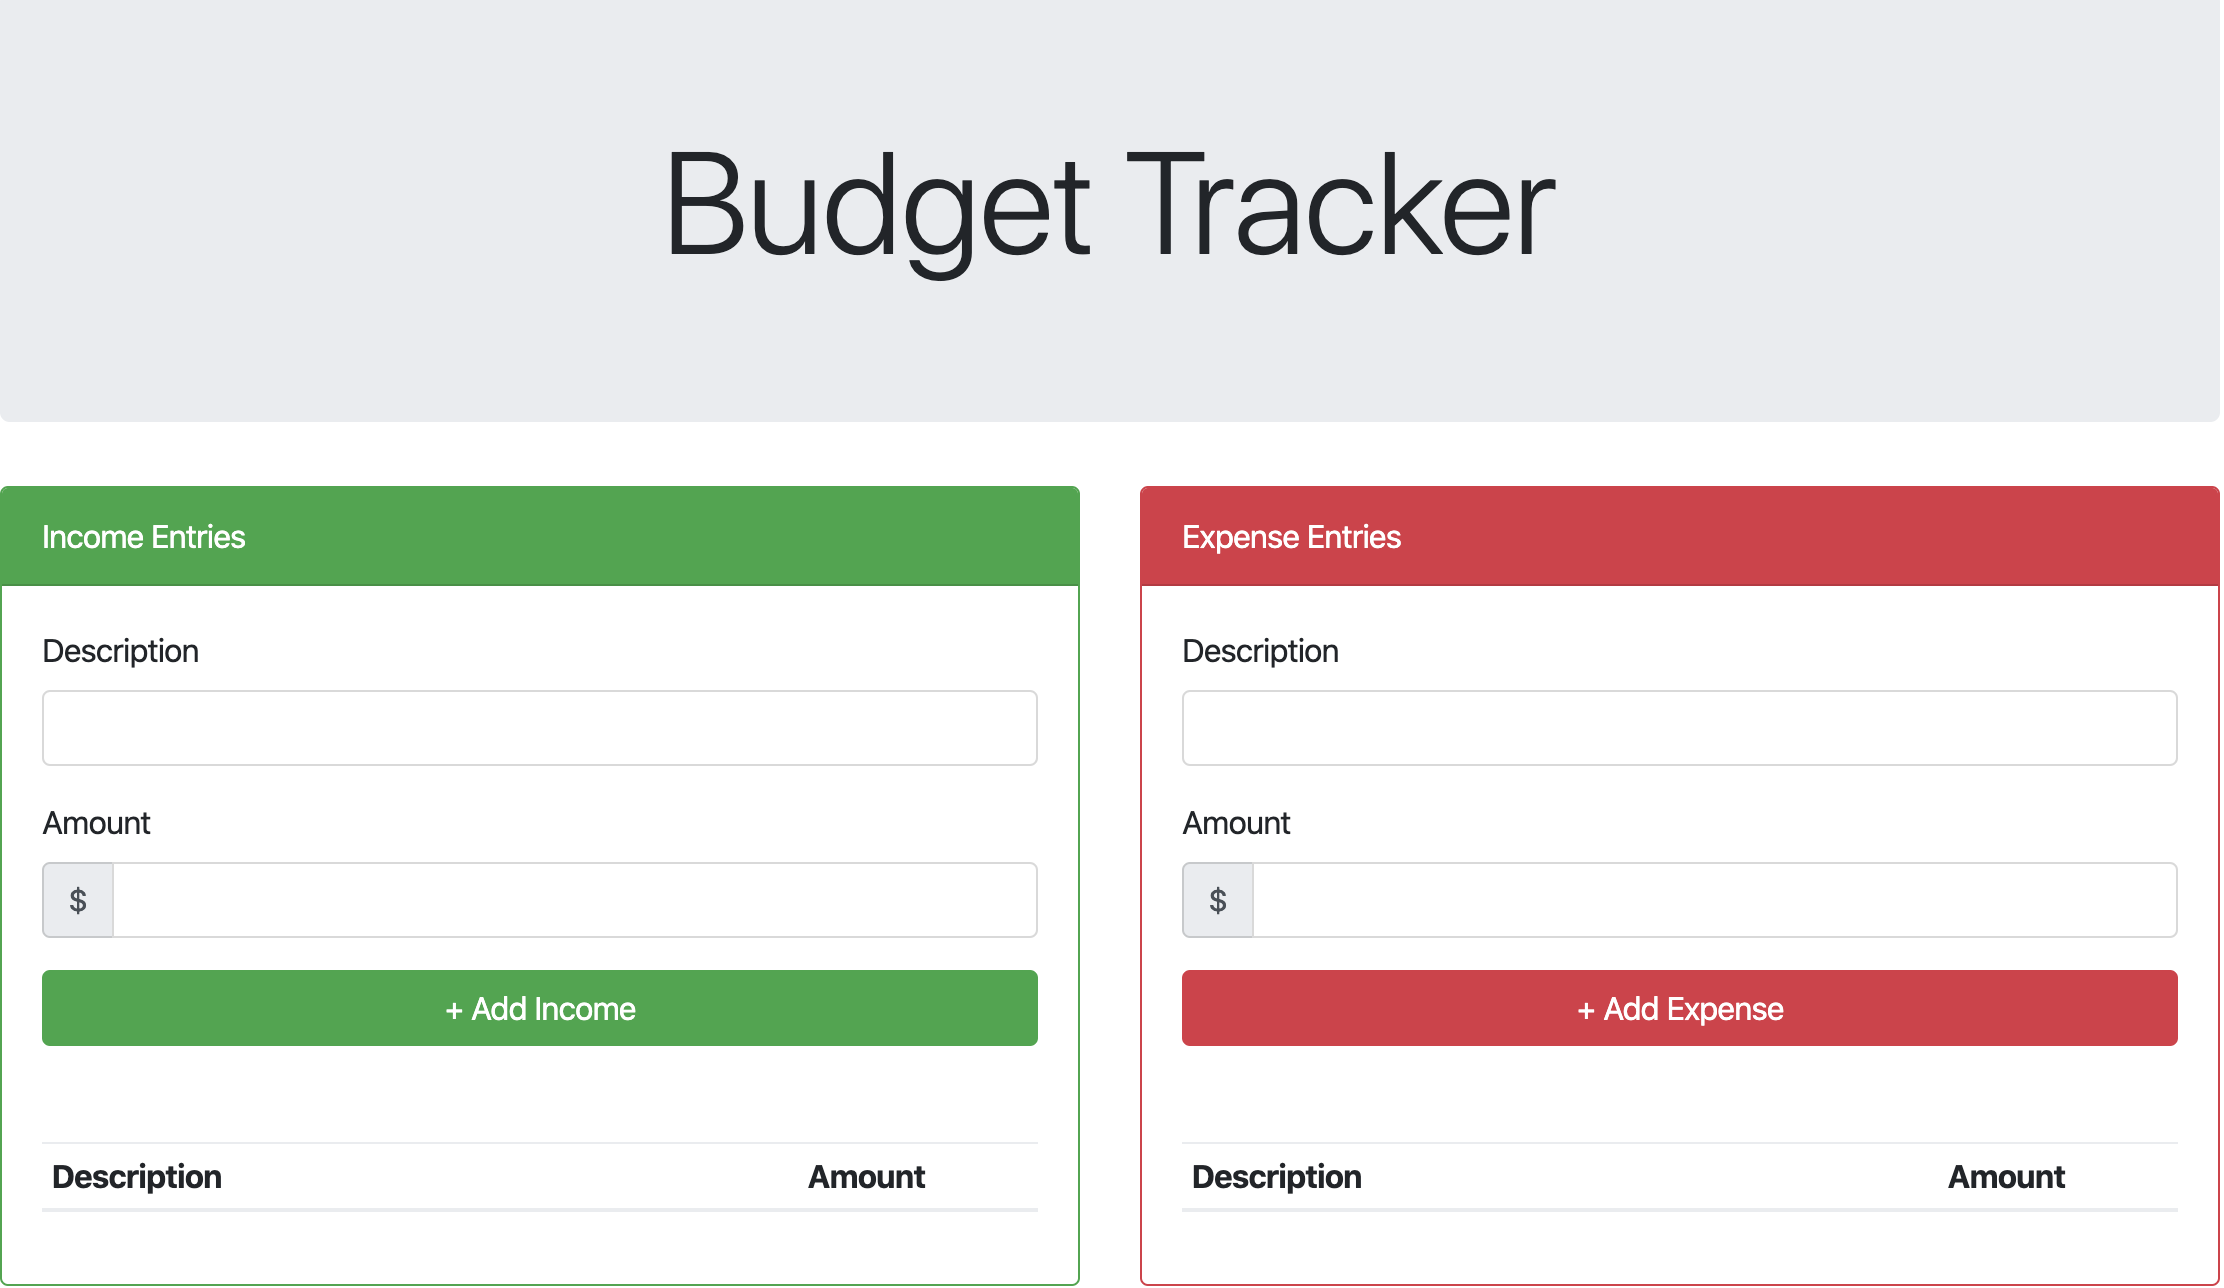 Budget Tracker
Income Entries
Description
Amount
$
+ Add Income
Description Amount
Expense Entries
Description
Amount
$
+ Add Expense
Description Amount